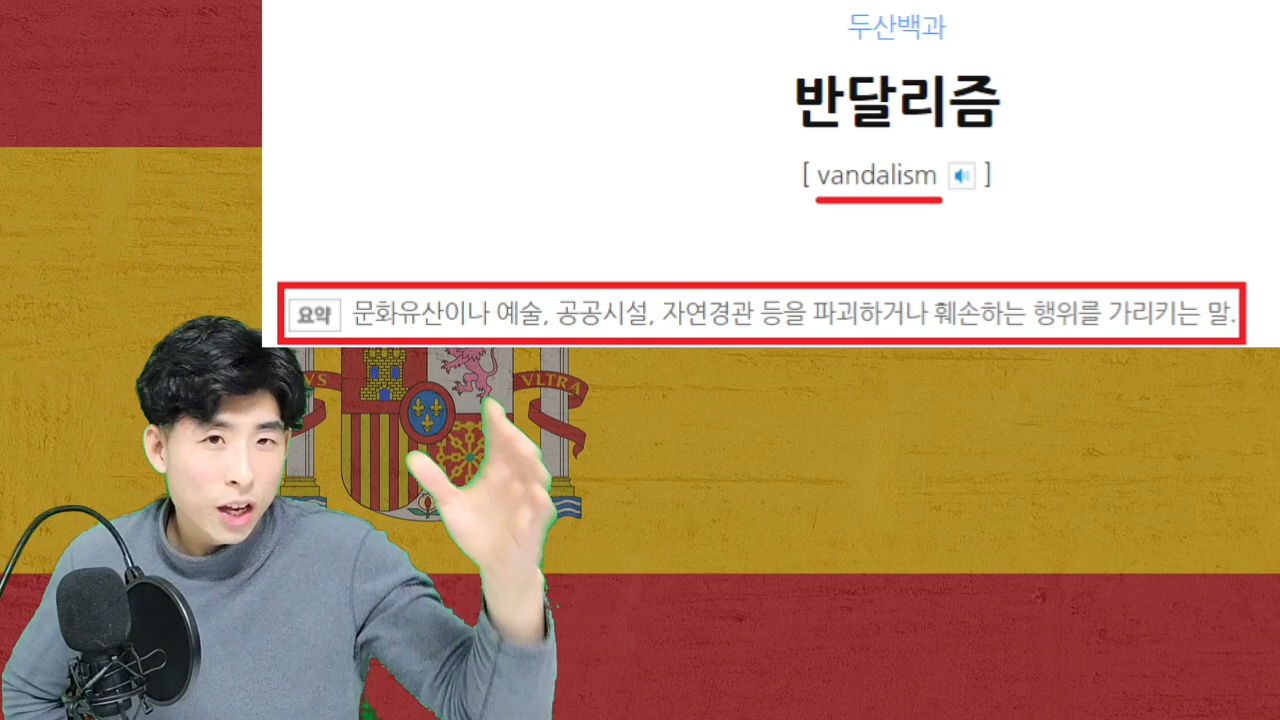 두산백과
반달리즘
[ vandalism ]
요약 문화유산이나 예술, 공공시설, 자연경관 등을 파괴하거나 훼손하는 행위를 가리키는 말.
VS
VLTRA